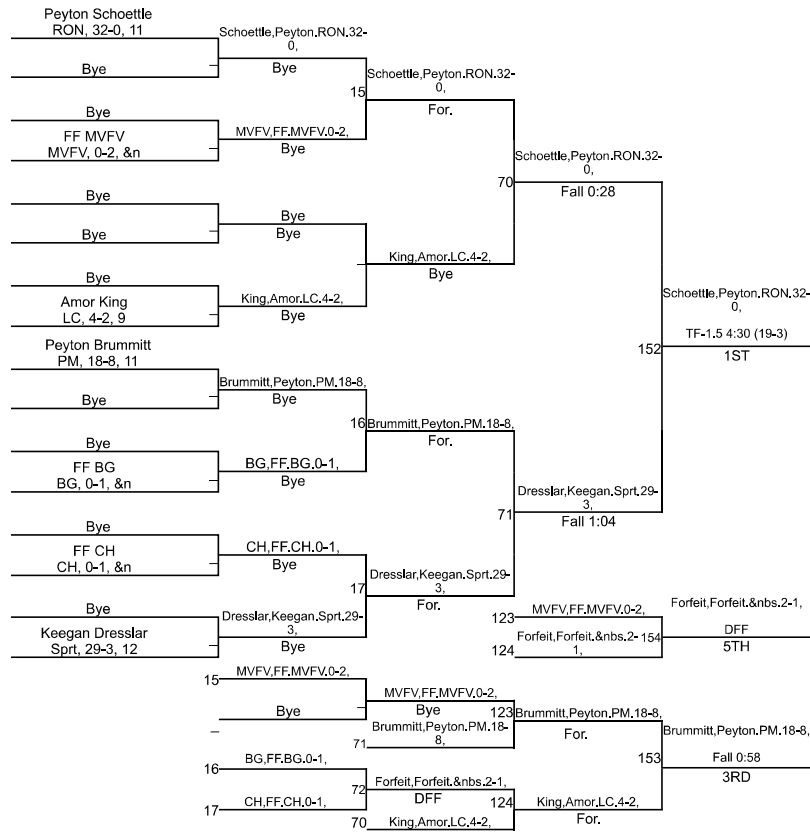 Peyton Schoettle
RON, 32-0, 11
Schoettle,Peyton.RON.32-
0,
Bye
Bye
Schoettle,Peyton.RON.32-
0,
15
For.
Bye
FF MVFV
MVFV, 0-2, &n
MVFV,FF.MVFV.0-2,
Bye
Schoettle,Peyton.RON.32-
0,
70
Fall 0:28
Bye
Bye
Bye
Bye
King,Amor.LC.4-2,
Bye
Bye
Amor King
LC, 4-2, 9
King,Amor.LC.4-2,
Bye
Schoettle,Peyton.RON.32-
0,
TF-1.5 4:30 (19-3)
152
1ST
Peyton Brummitt
PM, 18-8, 11
Brummitt,Peyton.PM.18-8,
Bye
Bye
16
Brummitt,Peyton.PM.18-8,
For.
Bye
FF BG
BG, 0-1, &n
BG,FF.BG.0-1,
Bye
Dresslar,Keegan.Sprt.29-
3,
71
Fall 1:04
Bye
FF CH
CH, 0-1, &n
CH,FF.CH.0-1,
Bye
17
Dresslar,Keegan.Sprt.29-
3,
For.
Bye
Keegan Dresslar
Sprt, 29-3, 12
Dresslar,Keegan.Sprt.29-
3,
Bye
123
MVFV,FF.MVFV.0-2,
124
Forfeit,Forfeit.&nbs.2-
1,
154
Forfeit,Forfeit.&nbs.2-1,
DFF
5TH
15
MVFV,FF.MVFV.0-2,
Bye
MVFV,FF.MVFV.0-2,
Bye
71
Brummitt,Peyton.PM.18-
8,
123
Brummitt,Peyton.PM.18-8,
For.
153
Brummitt,Peyton.PM.18-8,
Fall 0:58
3RD
16
BG,FF.BG.0-1,
17
CH,FF.CH.0-1,
72
Forfeit,Forfeit.&nbs.2-1,
DFF
70
King,Amor.LC.4-2,
124
King,Amor.LC.4-2,
For.